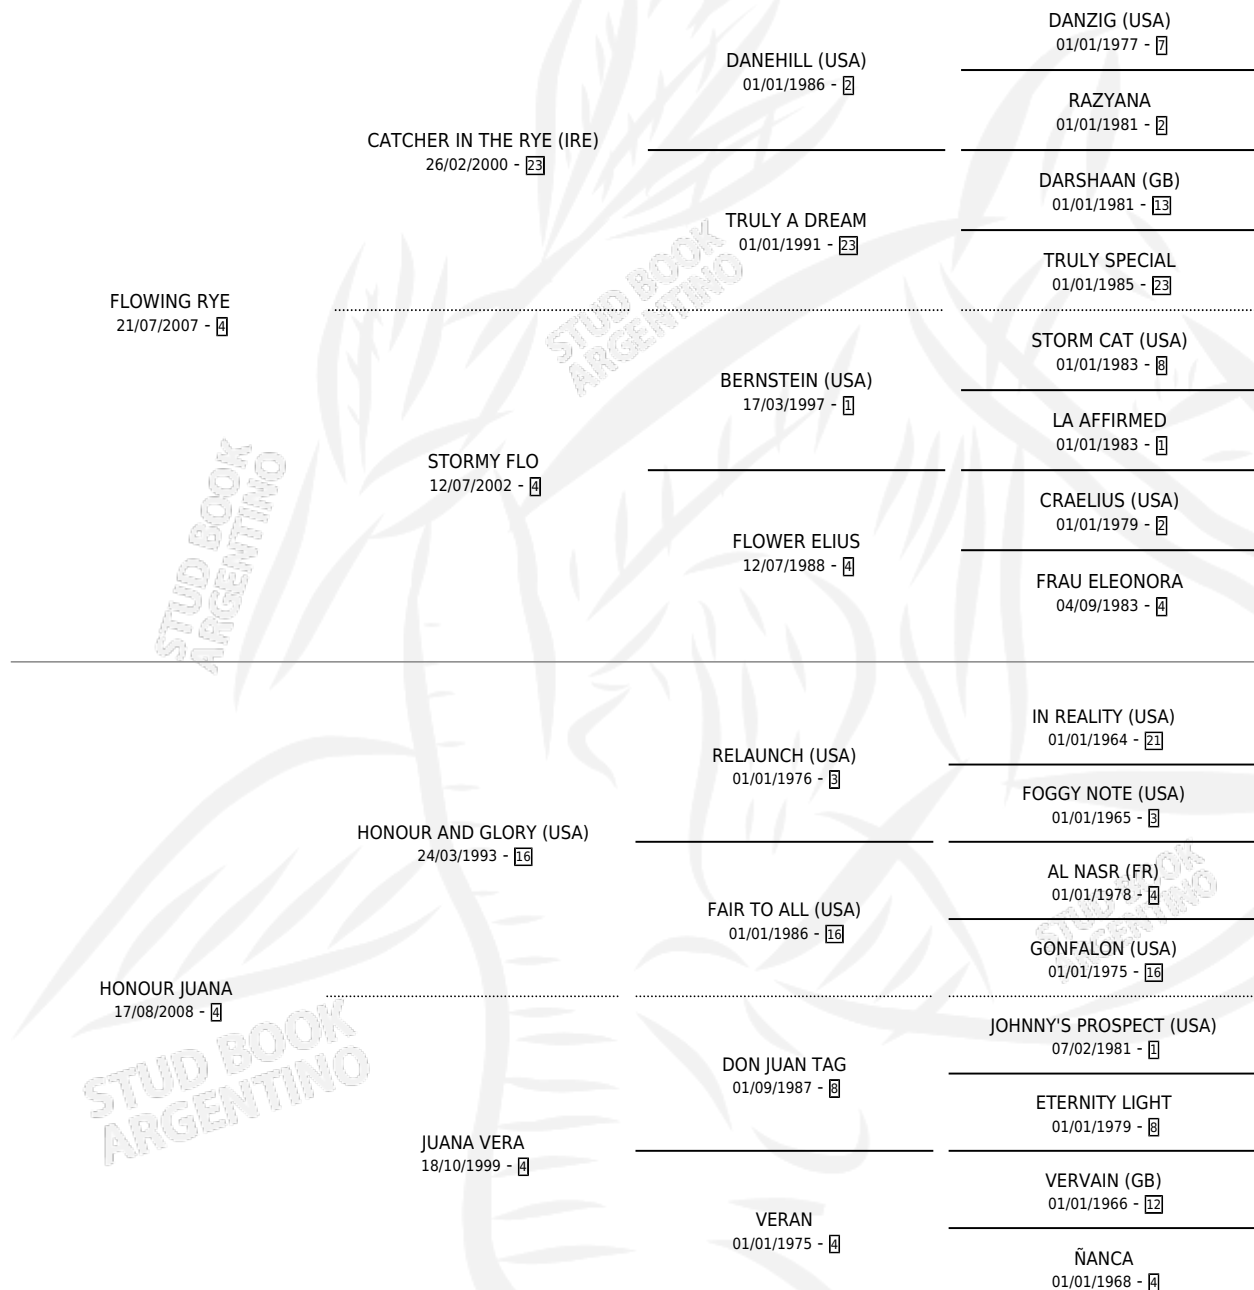 DANZIG (USA)
01/01/1977 - 7
DANEHILL (USA)
01/01/1986 - 2
RAZYANA
01/01/1981 - 2
CATCHER IN THE RYE (IRE)
26/02/2000 - 23
DARSHAAN (GB)
01/01/1981 - 13
TRULY A DREAM
01/01/1991 - 23
TRULY SPECIAL
01/01/1985 - 23
FLOWING RYE
21/07/2007 - 4
STORM CAT (USA)
01/01/1983 - 8
BERNSTEIN (USA)
17/03/1997 - 1
LA AFFIRMED
01/01/1983 - 1
STORMY FLO
12/07/2002 - 4
CRAELIUS (USA)
01/01/1979 - 2
FLOWER ELIUS
12/07/1988 - 4
FRAU ELEONORA
04/09/1983 - 4
IN REALITY (USA)
01/01/1964 - 21
RELAUNCH (USA)
01/01/1976 - 3
FOGGY NOTE (USA)
01/01/1965 - 3
HONOUR AND GLORY (USA)
24/03/1993 - 16
AL NASR (FR)
01/01/1978 - 4
FAIR TO ALL (USA)
01/01/1986 - 16
GONFALON (USA)
01/01/1975 - 16
HONOUR JUANA
17/08/2008 - 4
JOHNNY'S PROSPECT (USA)
07/02/1981 - 1
DON JUAN TAG
01/09/1987 - 8
ETERNITY LIGHT
01/01/1979 - 8
JUANA VERA
18/10/1999 - 4
VERVAIN (GB)
01/01/1966 - 12
VERAN
01/01/1975 - 4
ÑANCA
01/01/1968 - 4
STUD BOOK
ARGENTINO
STUD BOOK
ARGENTINO
STUD BOOK
ARGENTINO
STUD BOOK
ARGENTINO